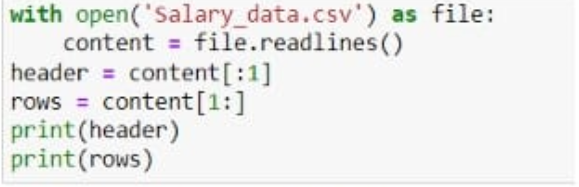 with open('Salary_data.csv') as file:
    content = file.readlines()
header = content[:1]
rows = content[1:]
print(header)
print(rows)